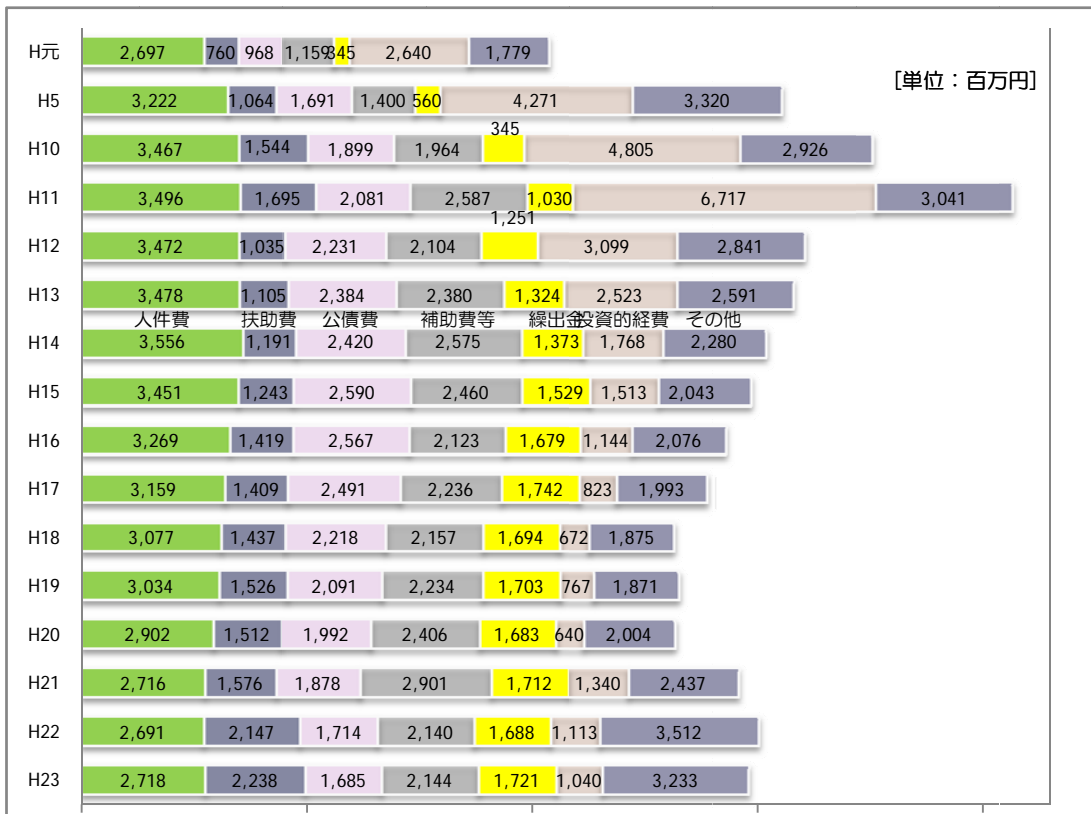 H元 2,697 760 968 1,159 345 2,640 1,779
[単位：百万円]
H5 3,222 1,064 1,691 1,400 560 4,271 3,320
345
H10 3,467 1,544 1,899 1,964 4,805 2,926
H11 3,496 1,695 2,081 2,587 1,030 6,717 3,041
1,251
H12 3,472 1,035 2,231 2,104 3,099 2,841
H13 3,478 1,105 2,384 2,380 1,324 2,523 2,591
人件費 扶助費 公債費 補助費等 繰出金 投資的経費 その他
H14 3,556 1,191 2,420 2,575 1,373 1,768 2,280
H15 3,451 1,243 2,590 2,460 1,529 1,513 2,043
H16 3,269 1,419 2,567 2,123 1,679 1,144 2,076
H17 3,159 1,409 2,491 2,236 1,742 823 1,993
H18 3,077 1,437 2,218 2,157 1,694 672 1,875
H19 3,034 1,526 2,091 2,234 1,703 767 1,871
H20 2,902 1,512 1,992 2,406 1,683 640 2,004
H21 2,716 1,576 1,878 2,901 1,712 1,340 2,437
H22 2,691 2,147 1,714 2,140 1,688 1,113 3,512
H23 2,718 2,238 1,685 2,144 1,721 1,040 3,233